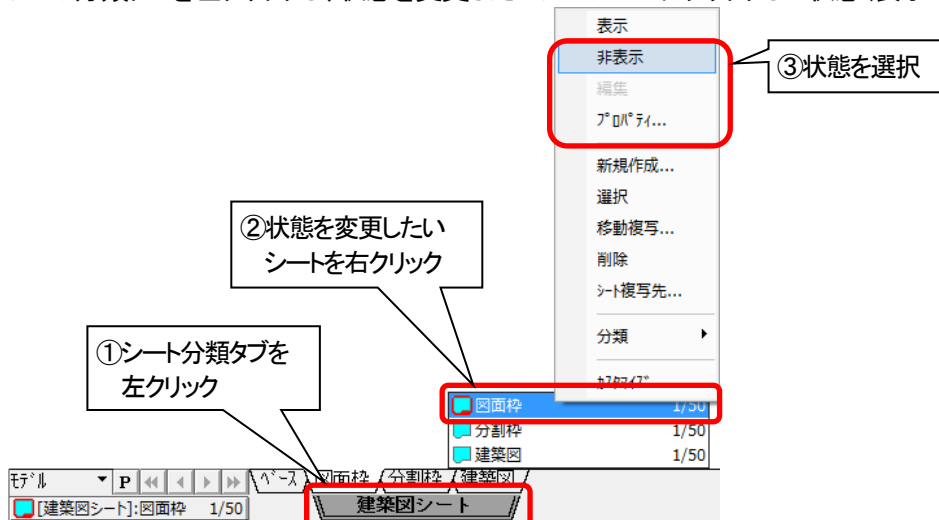 表示
非表示
編集
ﾌﾟﾛﾊﾟﾃｨ...
新規作成...
選択
移動複写...
削除
ｼｰﾄ複写先...
分類
ｶｽﾀﾏｲｽﾞ
③状態を選択
②状態を変更したい
シートを右クリック
①シート分類タブを
左クリック
図面枠 1/50
分割枠 1/50
建築図 1/50
ﾓﾃﾞﾙ P ﾍﾞｰｽ 図面枠 分割枠 建築図
[建築図シート]:図面枠 1/50 建築図シート